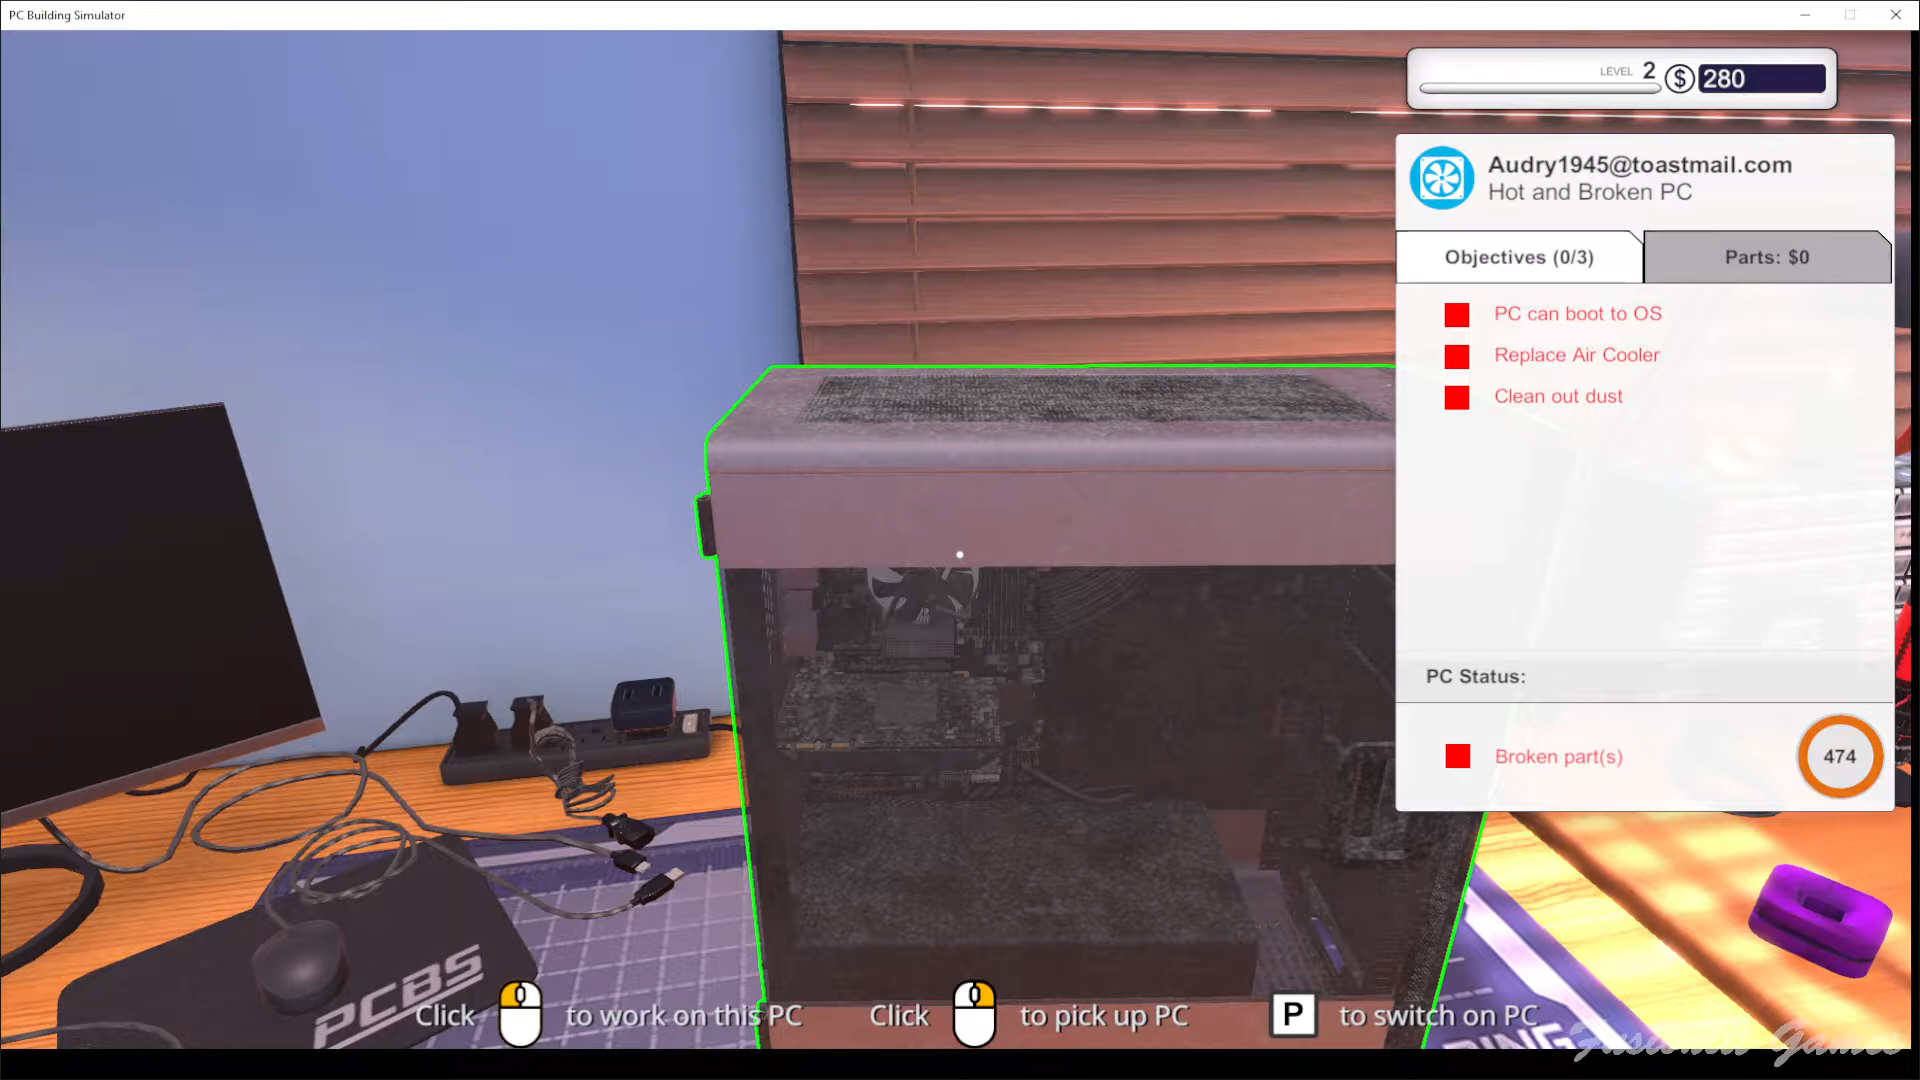 PC Building Simulator
LEVEL 2 $ 280
Audry1945@toastmail.com
Hot and Broken PC
Objectives (0/3)
Parts: $0
PC can boot to OS
Replace Air Cooler
Clean out dust
PC Status:
Broken part(s)
474
PCBS
Click to work on this PC
Click to pick up PC
P to switch on PC
Games